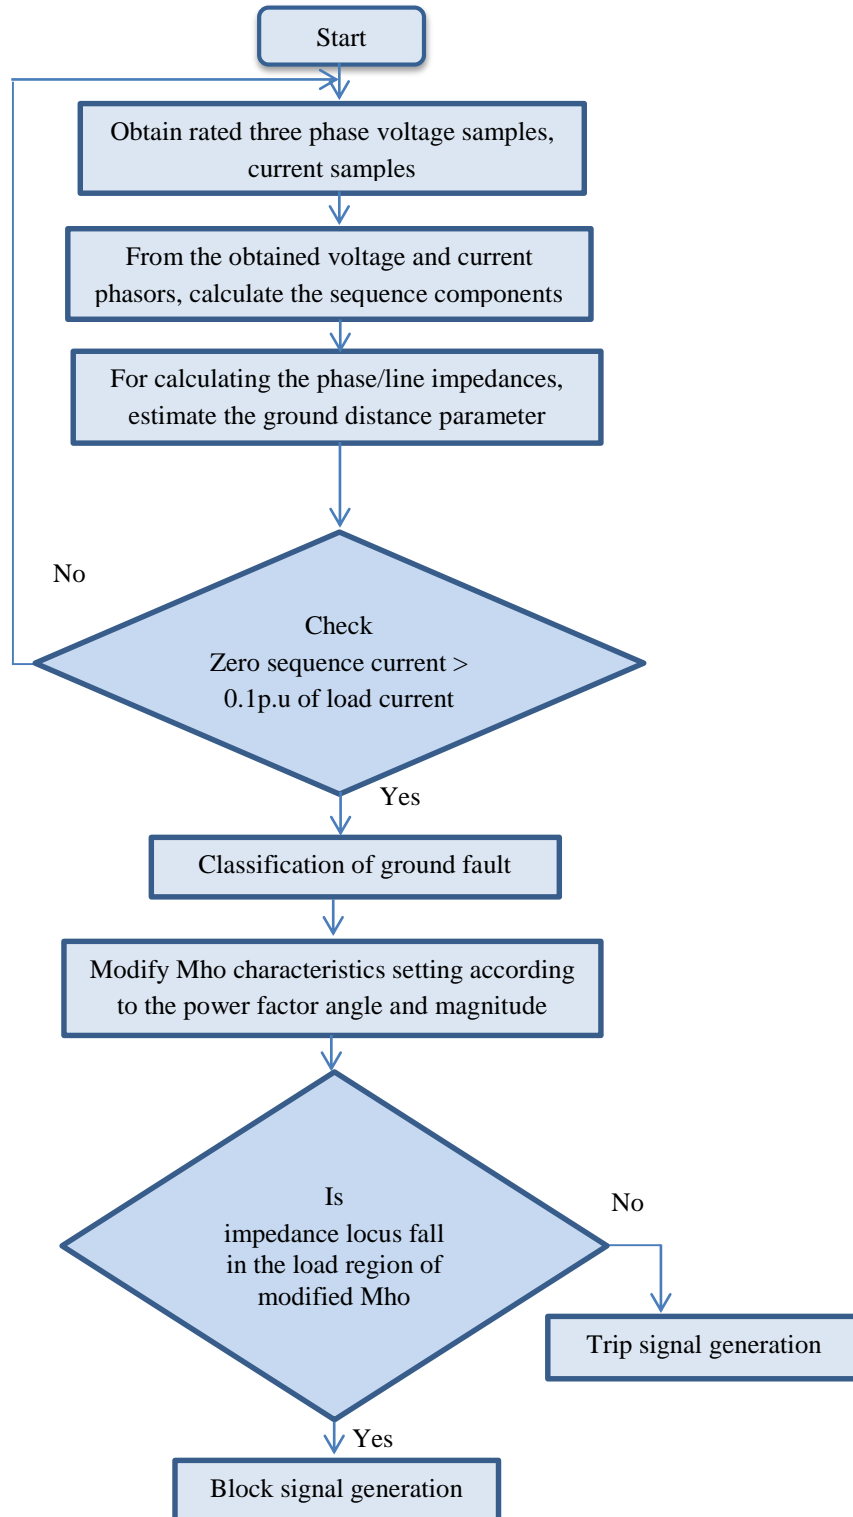 Start
Obtain rated three phase voltage samples,
current samples
From the obtained voltage and current
phasors, calculate the sequence components
For calculating the phase/line impedances,
estimate the ground distance parameter
No
Check
Zero sequence current >
0.1p.u of load current
Yes
Classification of ground fault
Modify Mho characteristics setting according
to the power factor angle and magnitude
Is
impedance locus fall
in the load region of
modified Mho
No
Trip signal generation
Yes
Block signal generation